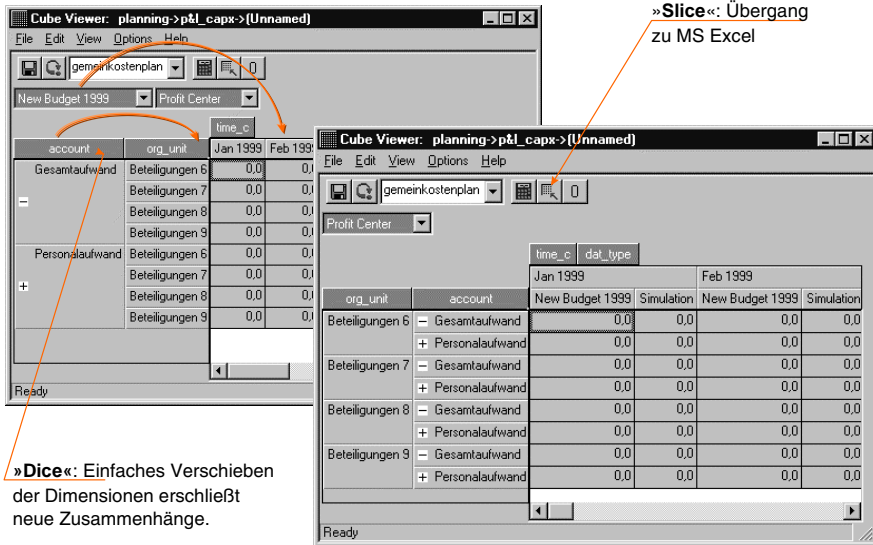 »Slice«: Übergang
zu MS Excel
Cube Viewer: planning->p&l_capx->(Unnamed)
File Edit View Options Help
gemeinkostenplan
New Budget 1999 Profit Center
time_c
account org_unit Jan 1999 Feb 199
Gesamtaufwand Beteiligungen 6 0,0 0,
Beteiligungen 7 0,0 0,
− Beteiligungen 8 0,0 0,
Beteiligungen 9 0,0 0,
Personalaufwand Beteiligungen 6 0,0 0,
Beteiligungen 7 0,0 0,
+ Beteiligungen 8 0,0 0,
Beteiligungen 9 0,0 0,
Ready
Cube Viewer: planning->p&l_capx->(Unnamed)
File Edit View Options Help
gemeinkostenplan
Profit Center
time_c dat_type
Jan 1999 Feb 1999
org_unit account New Budget 1999 Simulation New Budget 1999 Simulation
Beteiligungen 6 − Gesamtaufwand 0,0 0,0 0,0 0,0
+ Personalaufwand 0,0 0,0 0,0 0,0
Beteiligungen 7 − Gesamtaufwand 0,0 0,0 0,0 0,0
+ Personalaufwand 0,0 0,0 0,0 0,0
Beteiligungen 8 − Gesamtaufwand 0,0 0,0 0,0 0,0
+ Personalaufwand 0,0 0,0 0,0 0,0
Beteiligungen 9 − Gesamtaufwand 0,0 0,0 0,0 0,0
+ Personalaufwand 0,0 0,0 0,0 0,0
Ready
»Dice«: Einfaches Verschieben
der Dimensionen erschließt
neue Zusammenhänge.